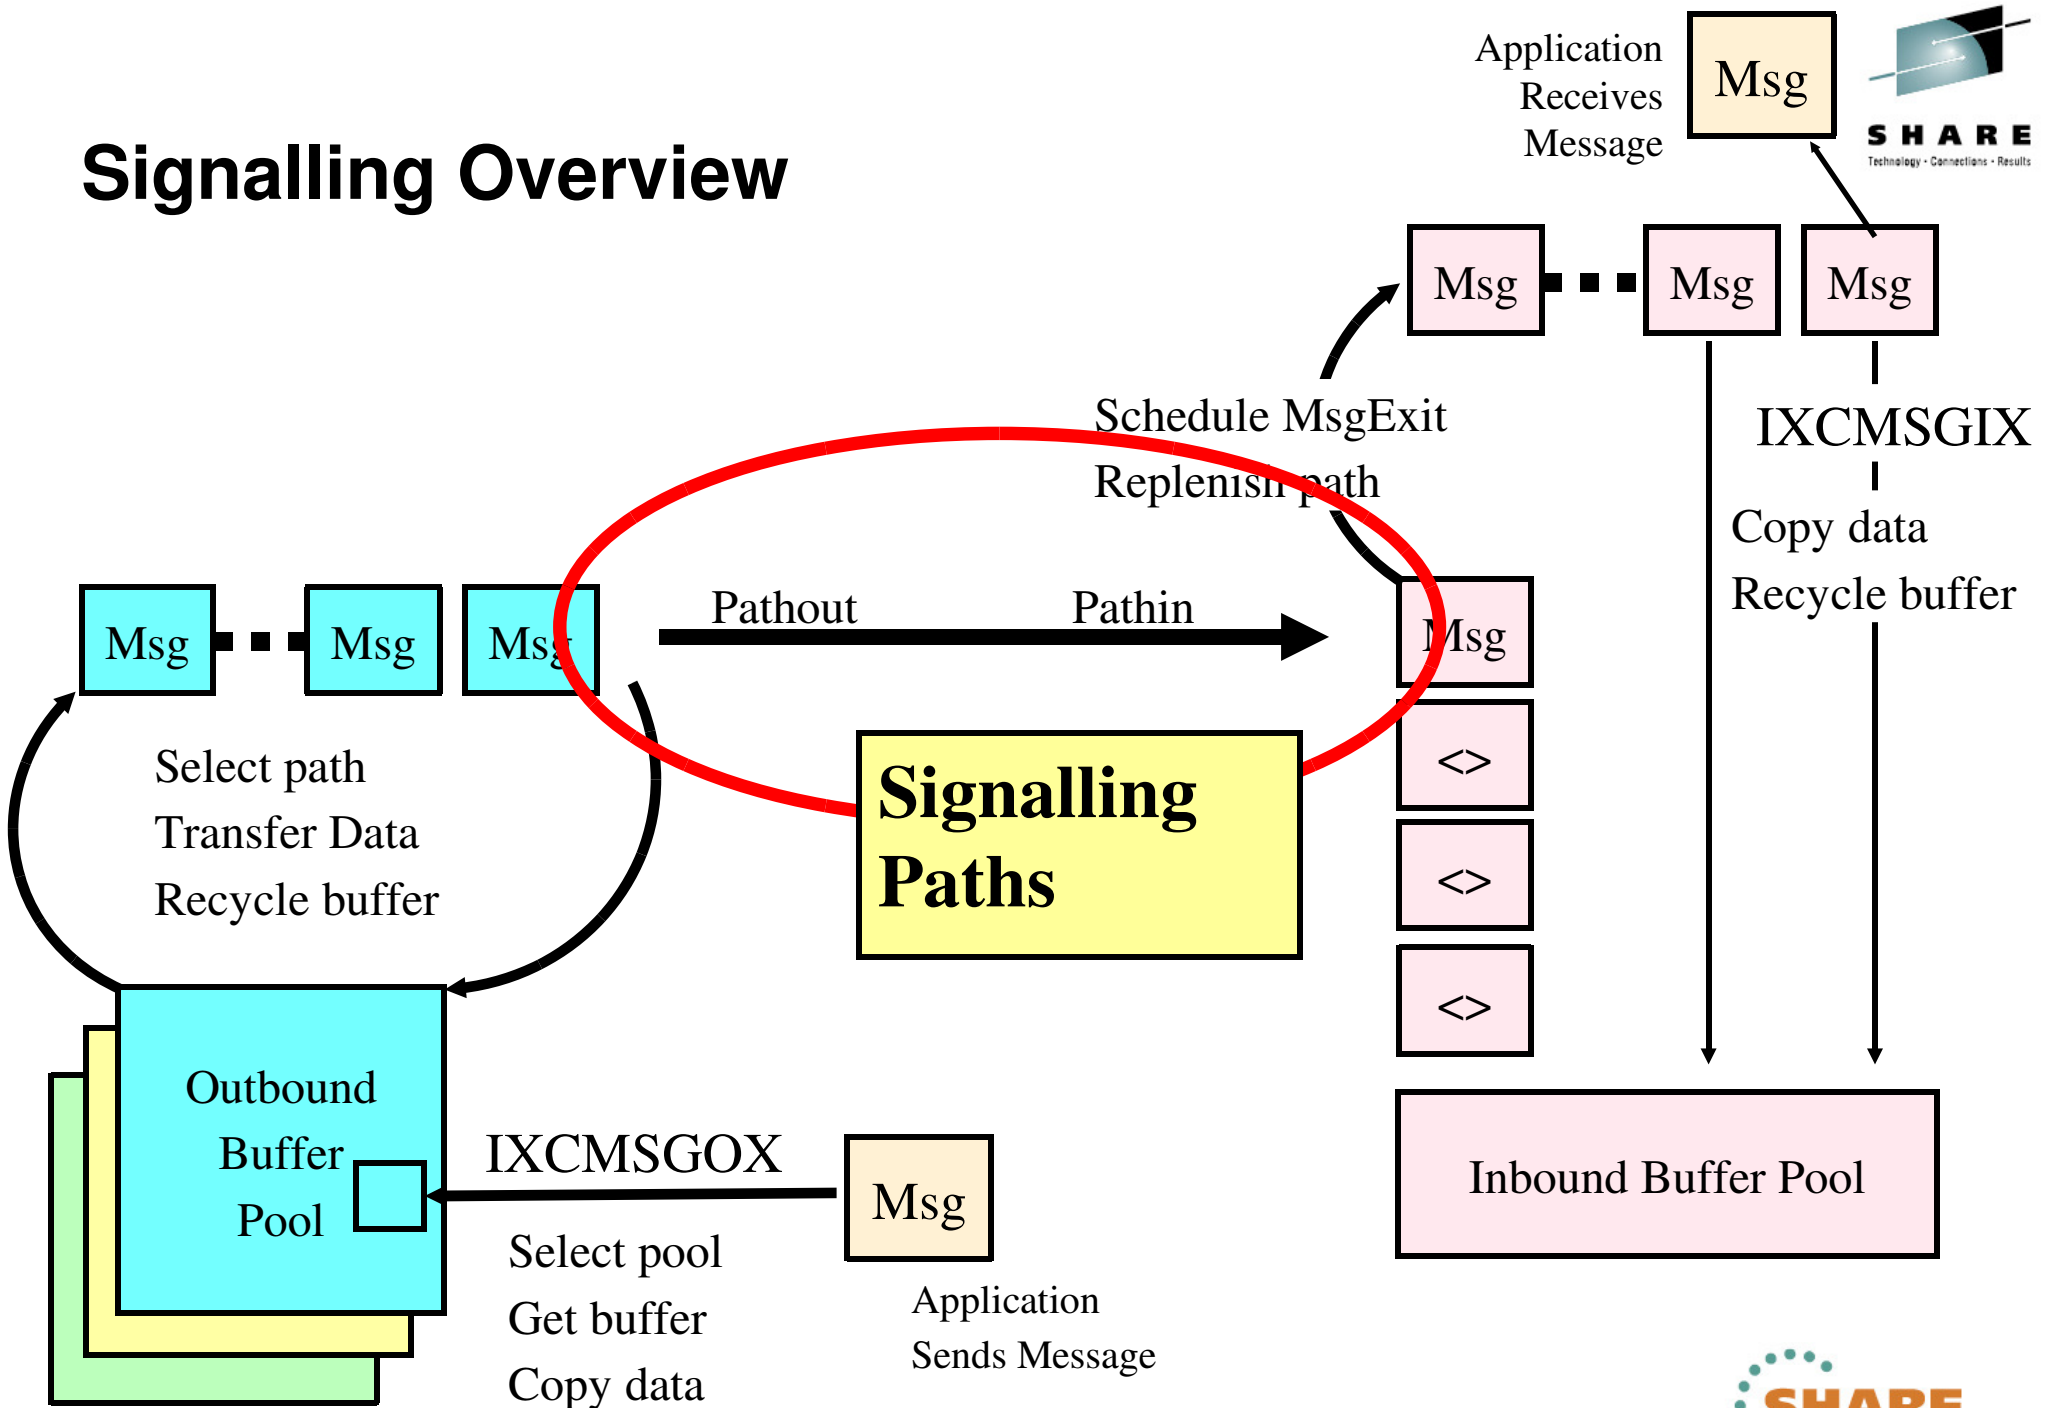 Application
Receives
Message
Msg
SHARE
Technology · Connections · Results
Signalling Overview
Msg
Msg
Msg
Schedule MsgExit
Replenish path
IXCMSGIX
Copy data
Recycle buffer
Msg
Msg
Msg
Pathout
Pathin
Msg
<>
<>
<>
Select path
Transfer Data
Recycle buffer
Signalling
Paths
Outbound
Buffer
Pool
IXCMSGOX
Msg
Select pool
Get buffer
Copy data
Application
Sends Message
Inbound Buffer Pool
SHARE